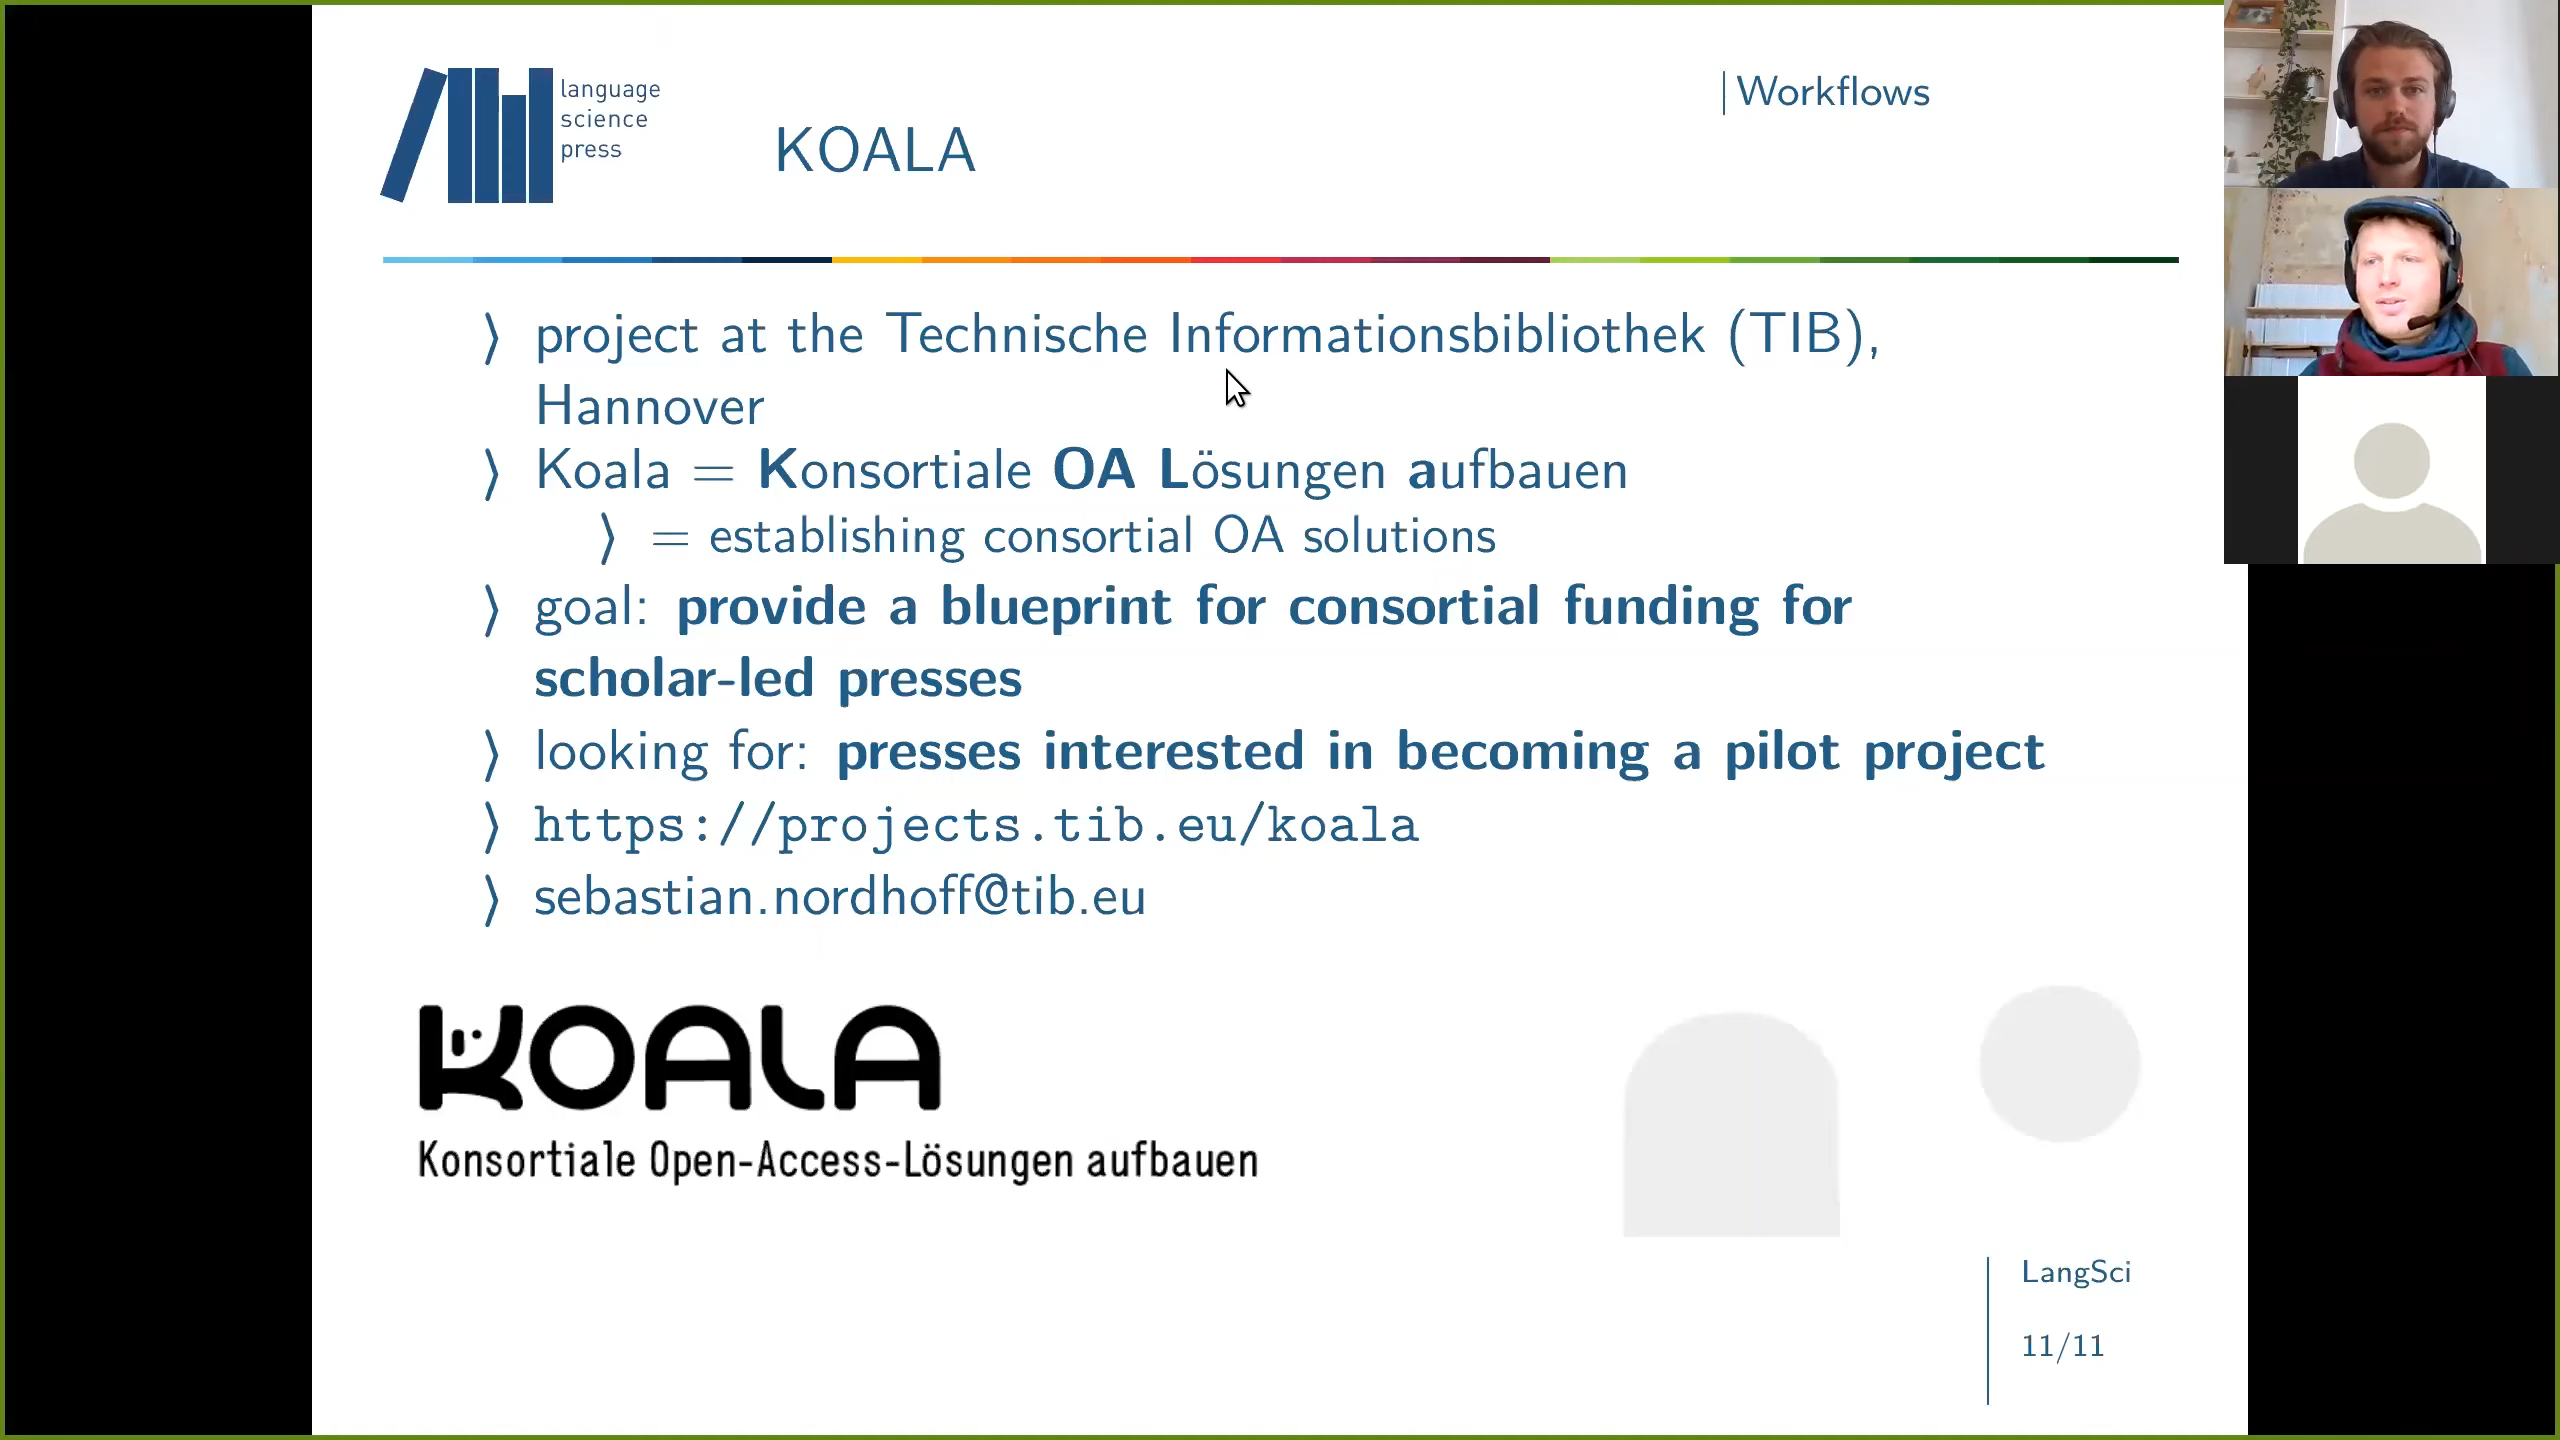 language
science
press
KOALA
Workflows
⟩ project at the Technische Informationsbibliothek (TIB),
Hannover
⟩ Koala = Konsortiale OA Lösungen aufbauen
⟩ = establishing consortial OA solutions
⟩ goal: provide a blueprint for consortial funding for
scholar-led presses
⟩ looking for: presses interested in becoming a pilot project
⟩ https://projects.tib.eu/koala
⟩ sebastian.nordhoff@tib.eu
KOALA
Konsortiale Open-Access-Lösungen aufbauen
LangSci
11/11